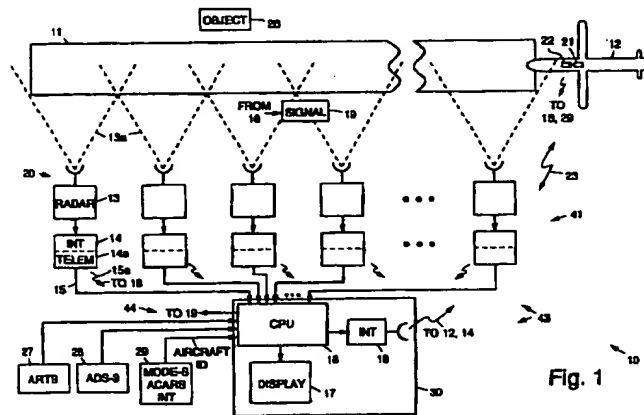 OBJECT
26
11
22
21
12
TO
18, 29
FROM
16
SIGNAL
19
13a
20
23
RADAR
13
41
INT
14
TELEM
14a
15a
TO 18
15
44
TO 19
CPU
16
INT
18
TO 12, 14
43
27
28
29
AIRCRAFT
ID
ARTS
ADS-B
MODE-S
ACARS
INT
DISPLAY
17
30
10
Fig. 1